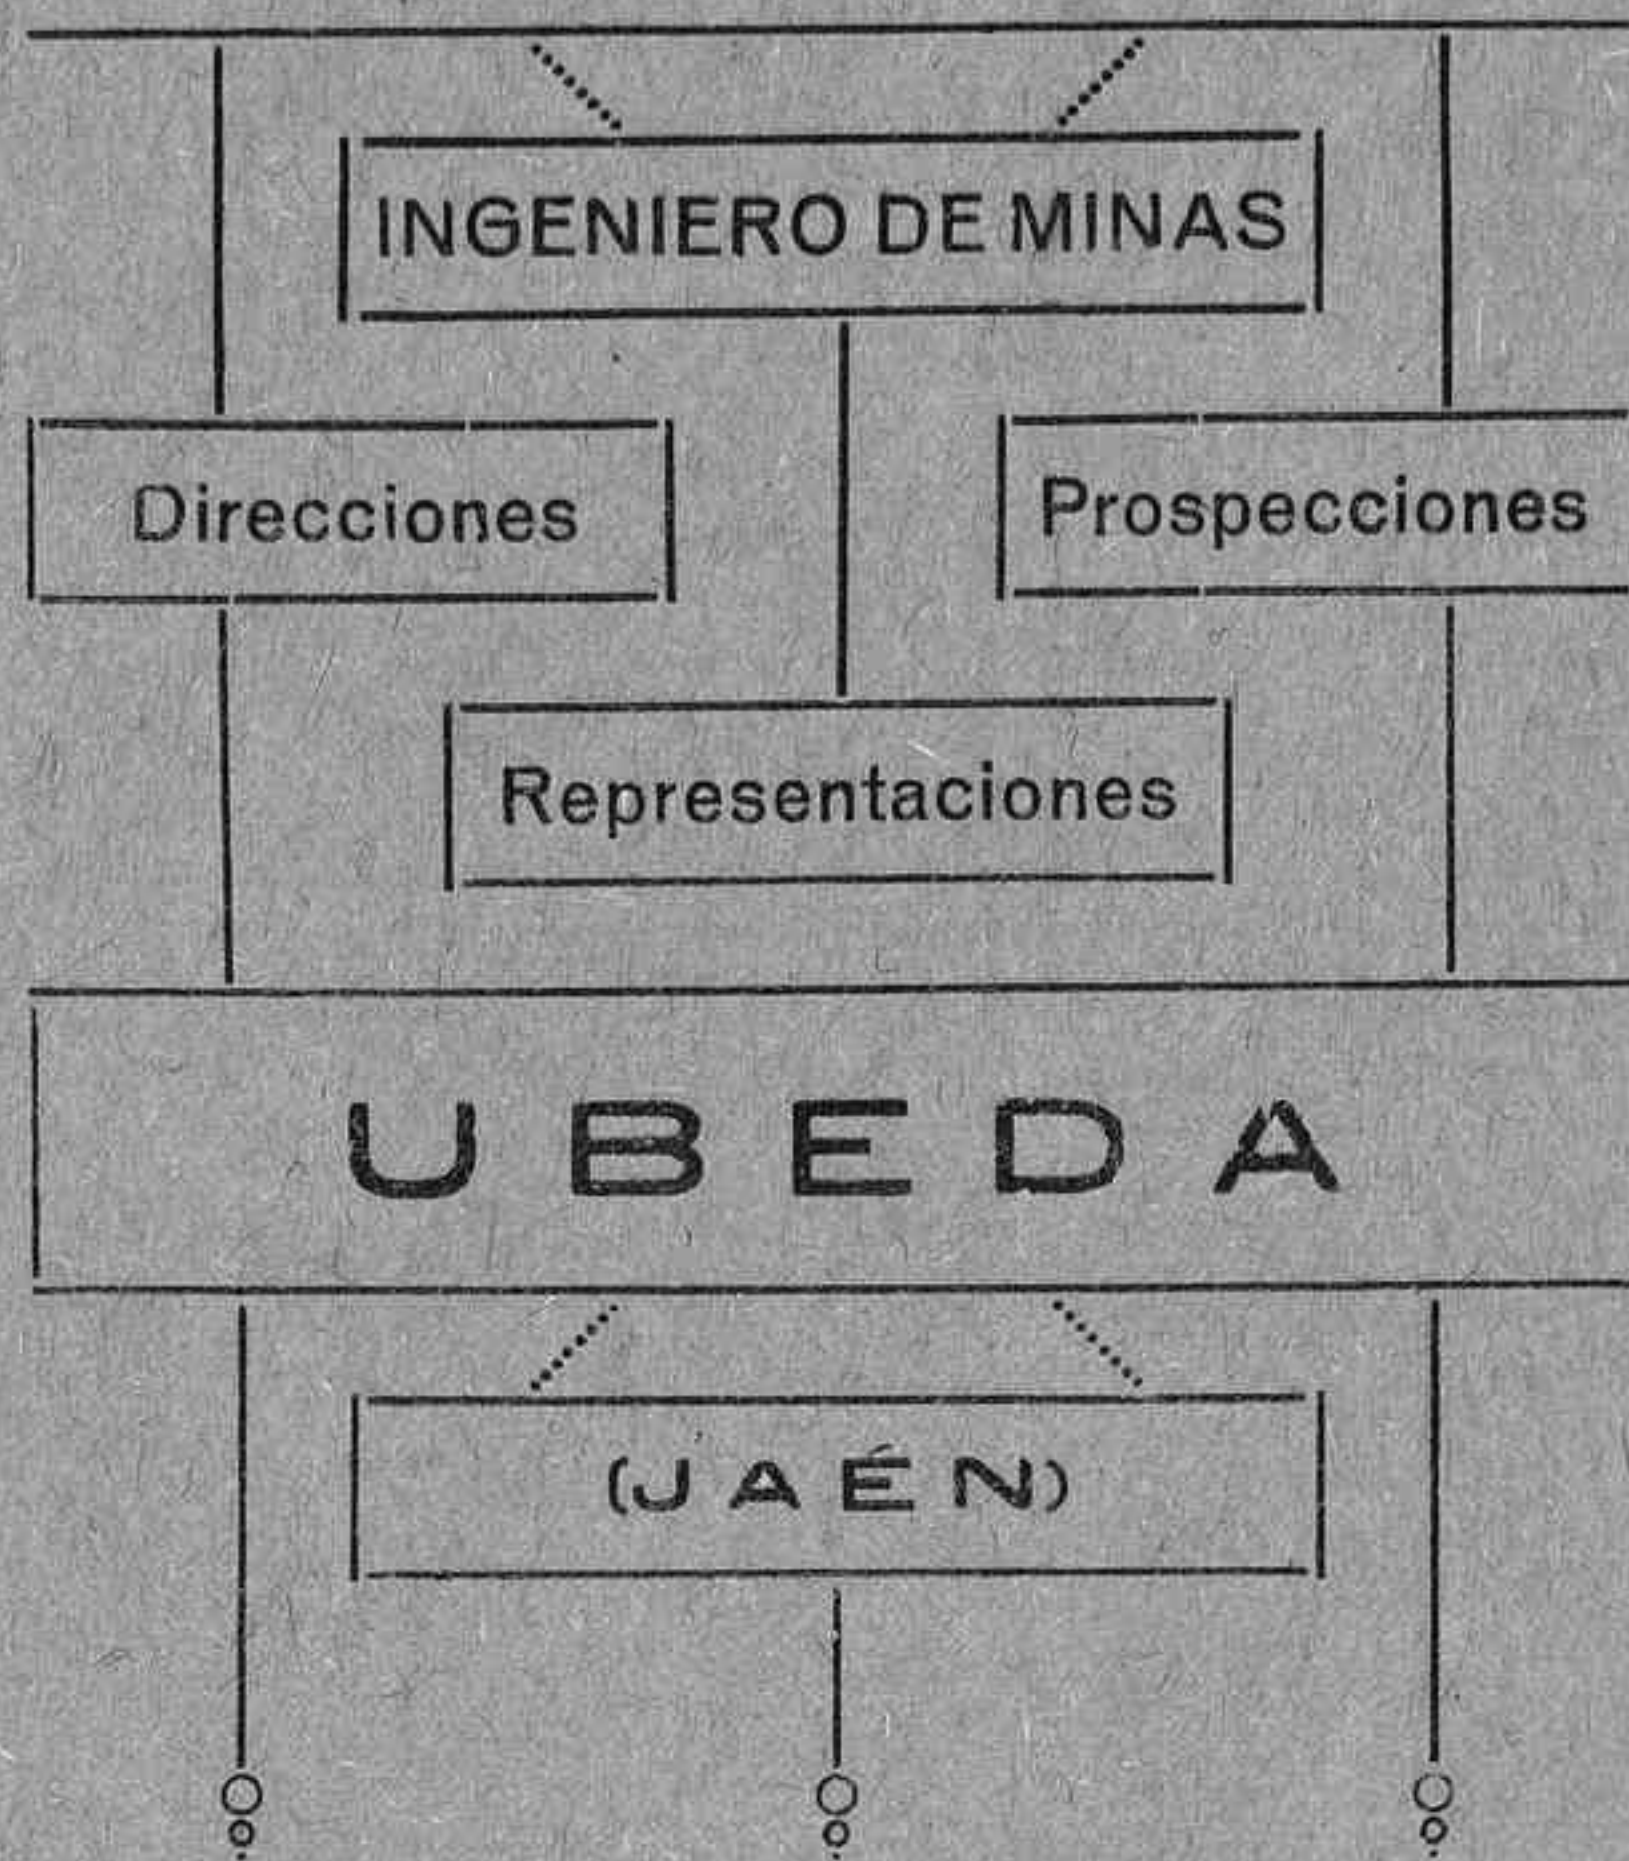 INGENIERO DE MINAS
Direcciones
Prospecciones
Representaciones
UBEDA
(JAÉN)